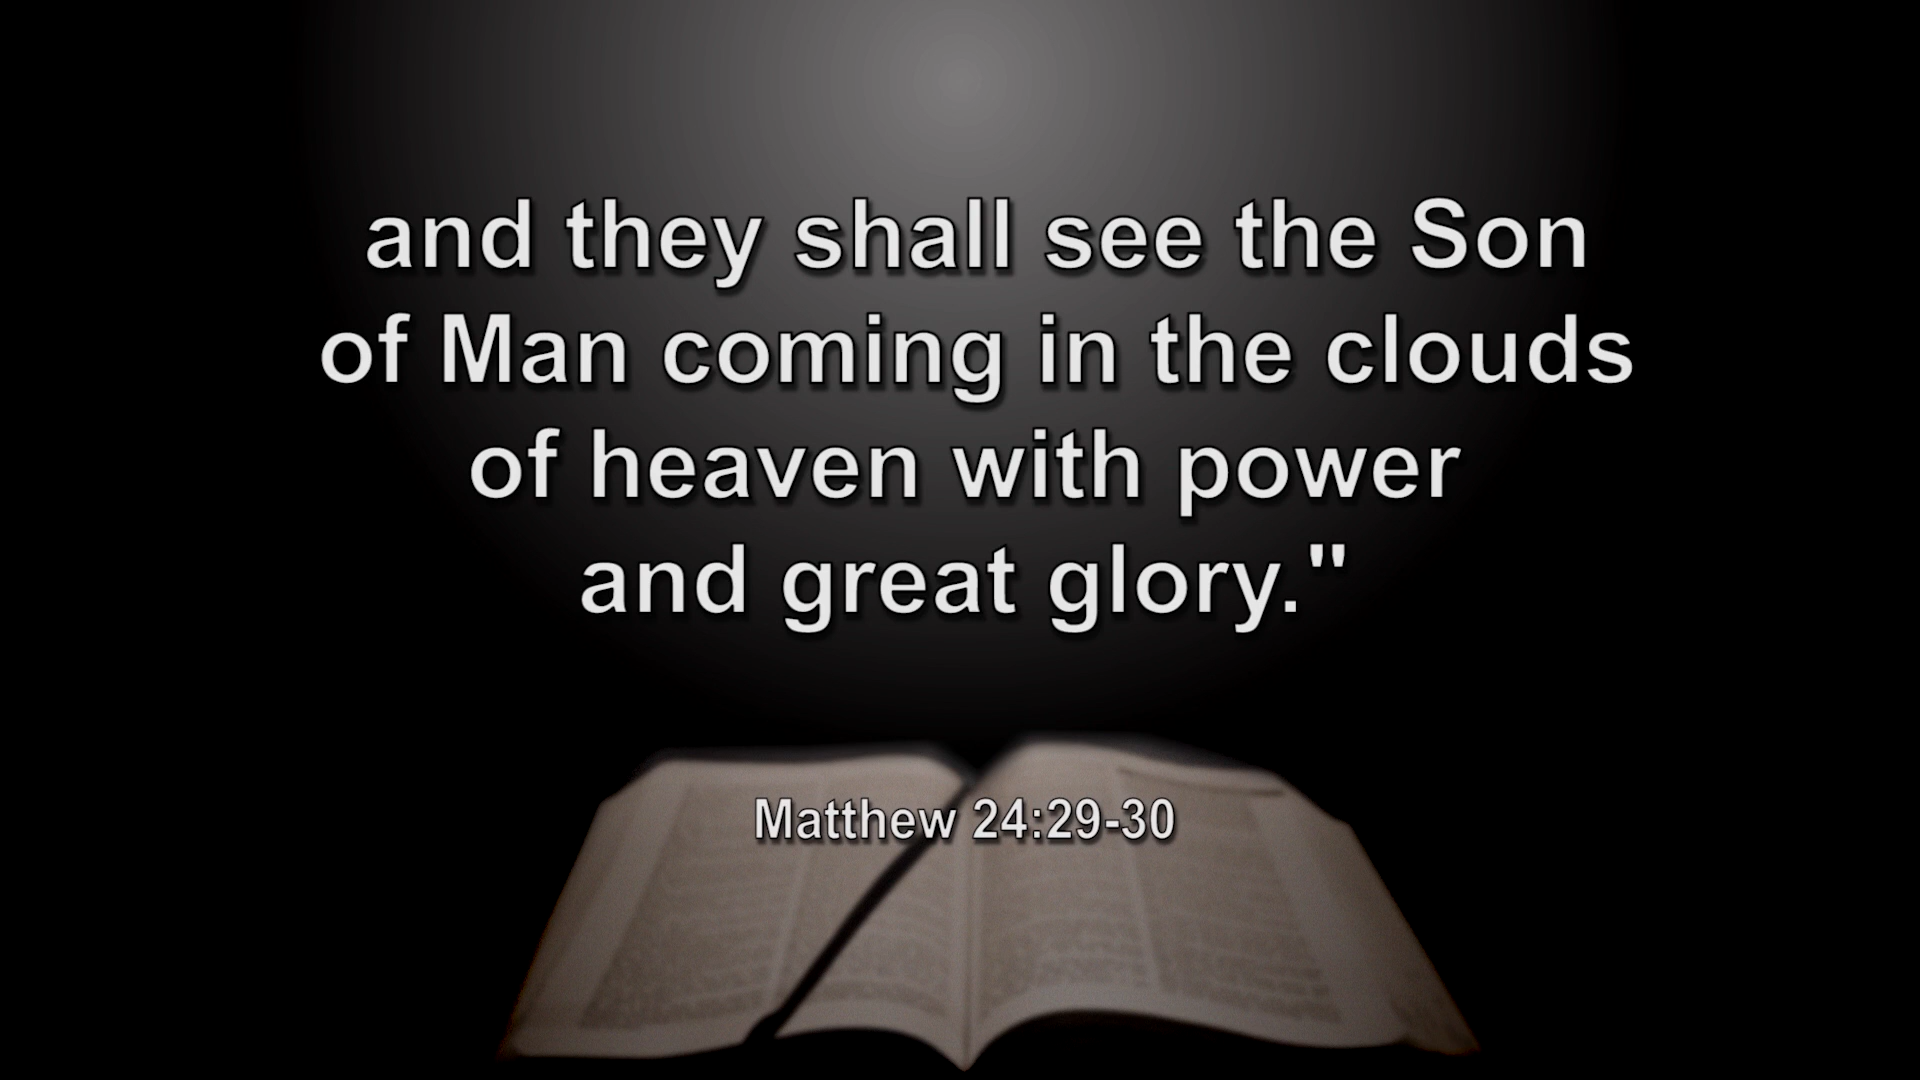 and they shall see the Son
of Man coming in the clouds
of heaven with power
and great glory."
Matthew 24:29-30